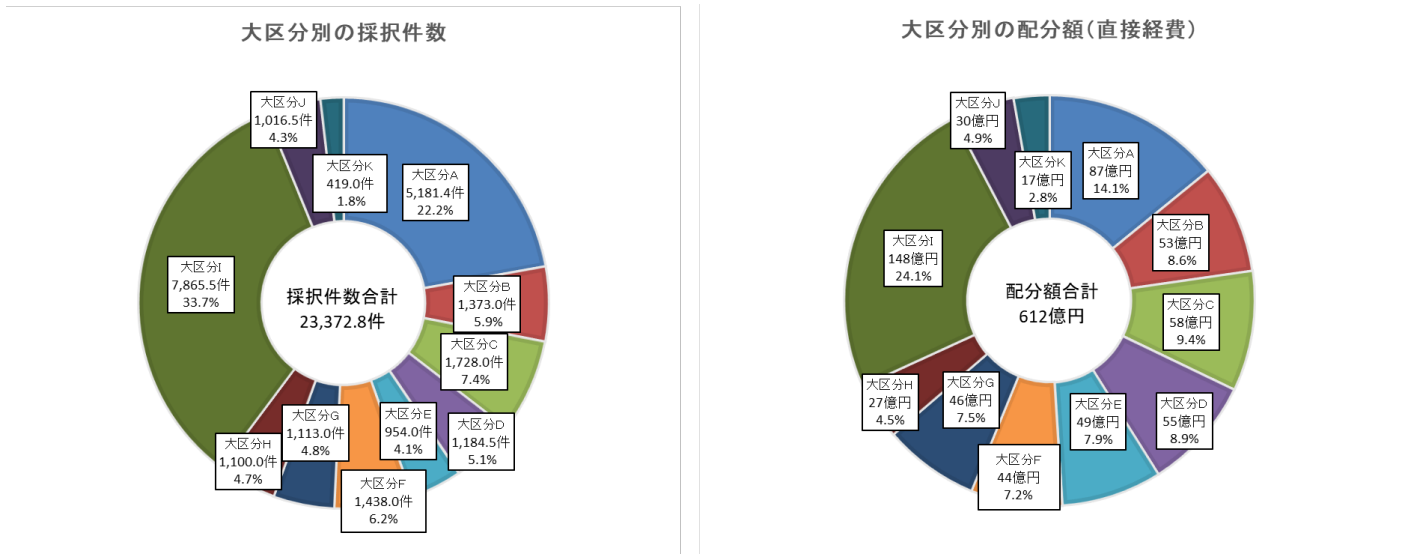 大区分別の採択件数
大区分J
1,016.5件
4.3%
大区分K
419.0件
1.8%
大区分A
5,181.4件
22.2%
大区分I
7,865.5件
33.7%
採択件数合計
23,372.8件
大区分B
1,373.0件
5.9%
大区分C
1,728.0件
7.4%
大区分G
1,113.0件
4.8%
大区分E
954.0件
4.1%
大区分D
1,184.5件
5.1%
大区分H
1,100.0件
4.7%
大区分F
1,438.0件
6.2%
大区分別の配分額(直接経費)
大区分J
30億円
4.9%
大区分K
17億円
2.8%
大区分A
87億円
14.1%
大区分B
53億円
8.6%
大区分I
148億円
24.1%
配分額合計
612億円
大区分C
58億円
9.4%
大区分H
27億円
4.5%
大区分G
46億円
7.5%
大区分E
49億円
7.9%
大区分D
55億円
8.9%
大区分F
44億円
7.2%